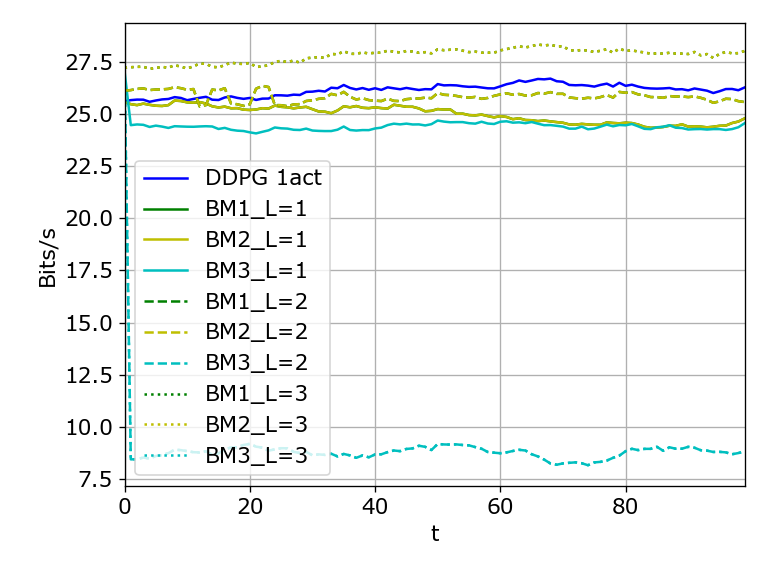 27.5
25.0
22.5
20.0
17.5
15.0
12.5
10.0
7.5
Bits/s
DDPG 1act
BM1_L=1
BM2_L=1
BM3_L=1
BM1_L=2
BM2_L=2
BM3_L=2
BM1_L=3
BM2_L=3
BM3_L=3
0 20 40 60 80
t